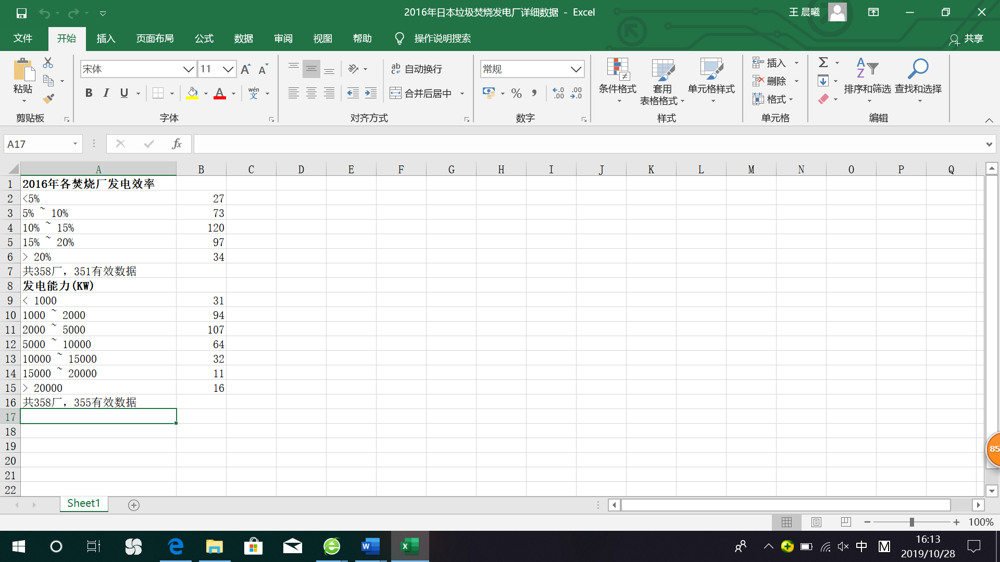 2016年日本垃圾焚烧发电厂详细数据 - Excel
王 晨曦
文件 开始 插入 页面布局 公式 数据 审阅 视图 帮助 操作说明搜索 共享
宋体 11 自动换行 常规 插入
粘贴 条件格式 套用 单元格样式 删除 排序和筛选 查找和选择
B I U wén 文 合并后居中 % 表格格式 格式
剪贴板 字体 对齐方式 数字 样式 单元格 编辑
A17 fx
A B C D E F G H I J K L M N O P Q
1 2016年各焚烧厂发电效率
2 <5% 27
3 5% ~ 10% 73
4 10% ~ 15% 120
5 15% ~ 20% 97
6 > 20% 34
7 共358厂，351有效数据
8 发电能力(KW)
9 < 1000 31
10 1000 ~ 2000 94
11 2000 ~ 5000 107
12 5000 ~ 10000 64
13 10000 ~ 15000 32
14 15000 ~ 20000 11
15 > 20000 16
16 共358厂，355有效数据
17
18
19
20
21
22
85
Sheet1
100%
中 M 16:13
2019/10/28